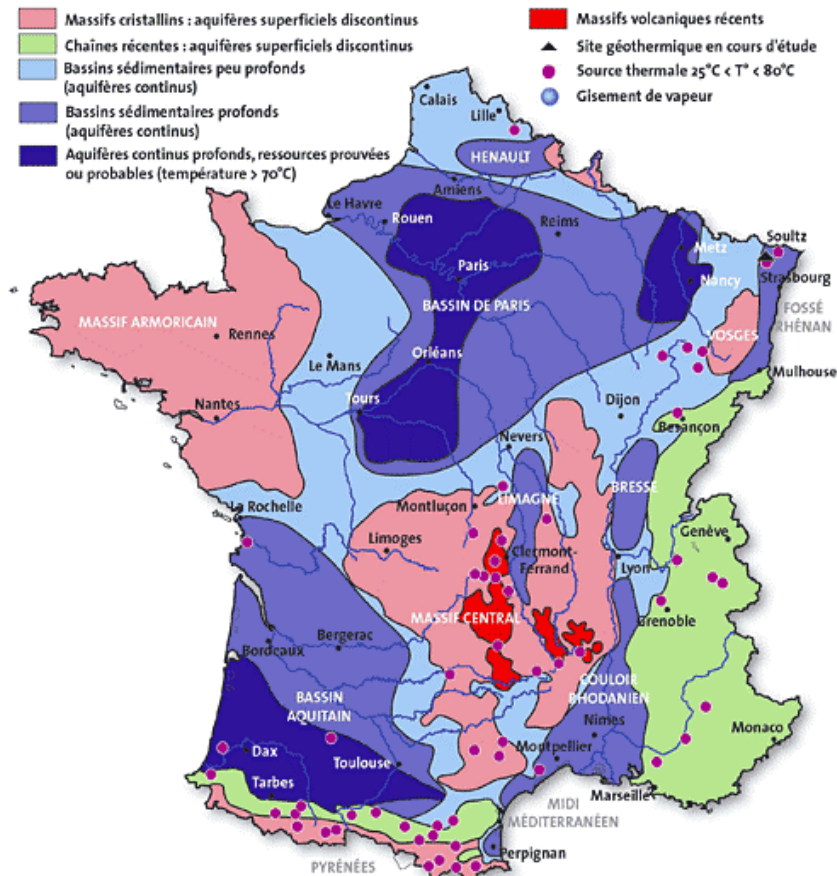 Massifs cristallins : aquifères superficiels discontinus
Chaînes récentes : aquifères superficiels discontinus
Bassins sédimentaires peu profonds
(aquifères continus)
Bassins sédimentaires profonds
(aquifères continus)
Aquifères continus profonds, ressources prouvées
ou probables (température > 70°C)
Massifs volcaniques récents
Site géothermique en cours d'étude
Source thermale 25°C < T° < 80°C
Gisement de vapeur
Calais
Lille
HENAULT
Amiens
Le Havre
Rouen
Reims
Metz
Soultz
Paris
Nancy
Strasbourg
BASSIN DE PARIS
FOSSÉ
RHÉNAN
MASSIF ARMORICAIN
Rennes
VOSGES
Le Mans
Orléans
Mulhouse
Nantes
Tours
Dijon
Besançon
Nevers
La Rochelle
Montluçon
LIMAGNE
BRESSE
Genève
Limoges
Clermont-
Ferrand
Lyon
MASSIF CENTRAL
Grenoble
Bordeaux
Bergerac
COULOIR
RHODANIEN
BASSIN
AQUITAIN
Nimes
Monaco
Dax
Toulouse
Montpellier
Tarbes
Marseille
MIDI
MÉDITERRANÉEN
Perpignan
PYRÉNÉES